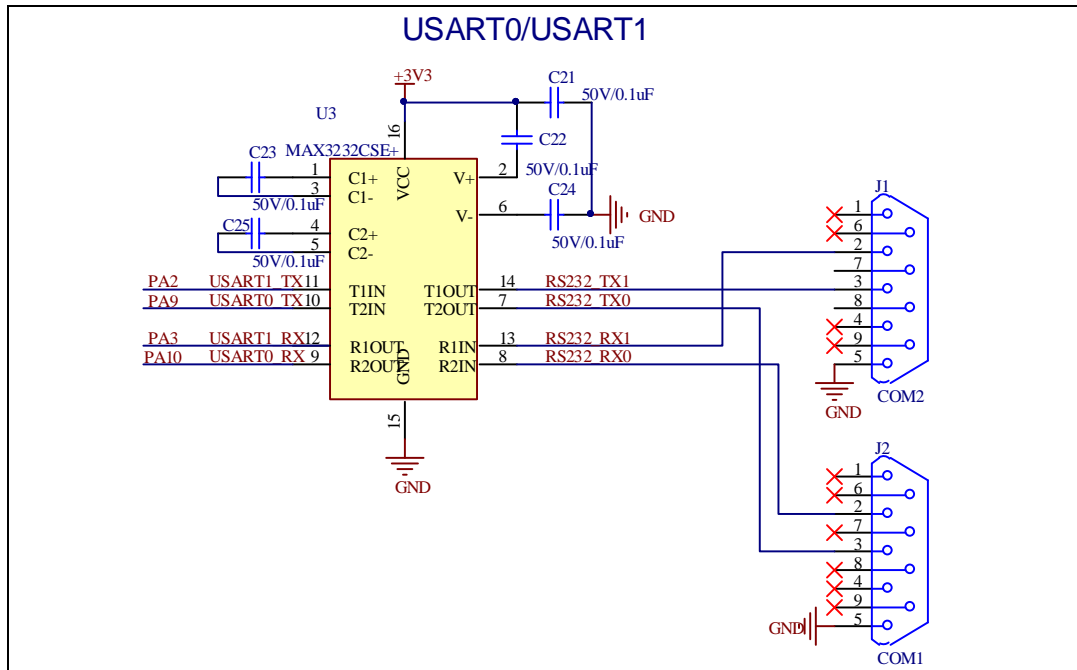 USART0/USART1
+3V3
C21
50V/0.1uF
U3
16
C22
MAX3232CSE+
C23
50V/0.1uF
1
C1+
VCC
V+
2
3
C1-
50V/0.1uF
C24
6
V-
GND
C25
4
C2+
50V/0.1uF
5
C2-
50V/0.1uF
PA2
USART1_TX
11
T1IN
T1OUT
14
RS232_TX1
PA9
USART0_TX
10
T2IN
T2OUT
7
RS232_TX0
PA3
USART1_RX
12
R1OUT
R1IN
13
RS232_RX1
PA10
USART0_RX
9
R2OUT
GND
R2IN
8
RS232_RX0
15
GND
J1
1
6
2
7
3
8
4
9
5
GND
COM2
J2
1
6
2
7
3
8
4
9
5
GND
COM1